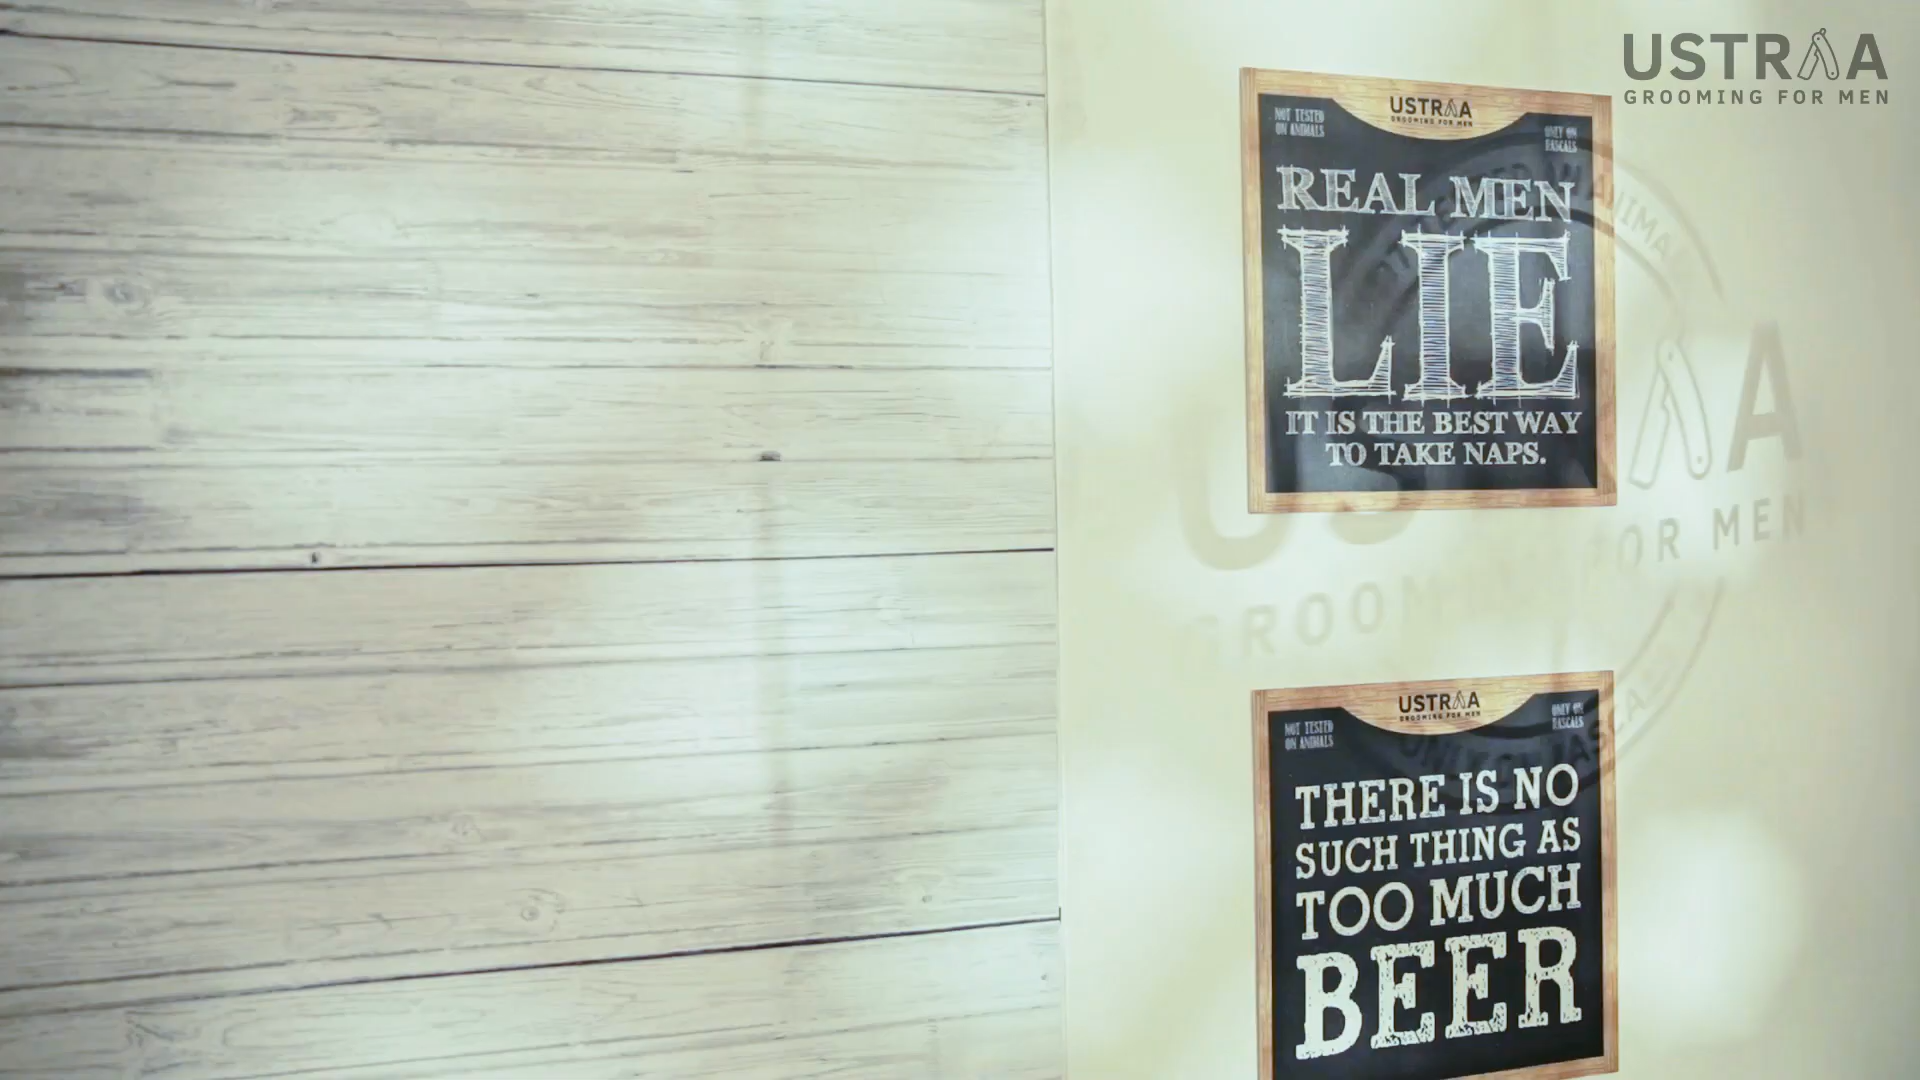 USTRAA
GROOMING FOR MEN
USTRAA
GROOMING FOR MEN
NOT TESTED
ON ANIMALS
ONLY ON
RASCALS
REAL MEN
LIE
IT IS THE BEST WAY
TO TAKE NAPS.
A
FOR MEN
USTRAA
GROOMING FOR MEN
NOT TESTED
ON ANIMALS
ONLY ON
RASCALS
THERE IS NO
SUCH THING AS
TOO MUCH
BEER